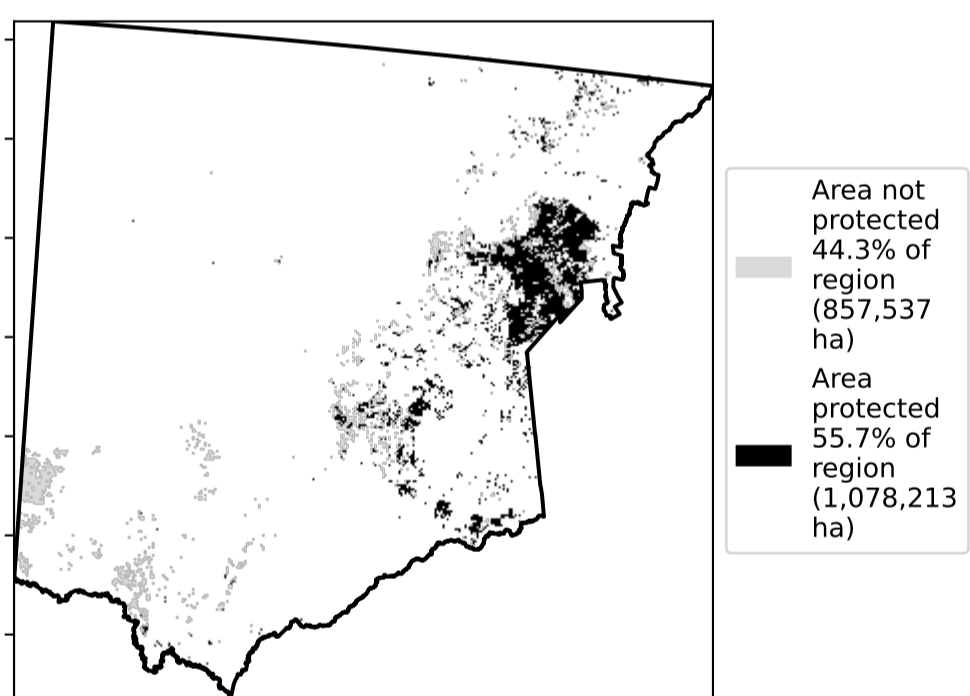 Area not
protected
44.3% of
region
(857,537
ha)
Area
protected
55.7% of
region
(1,078,213
ha)